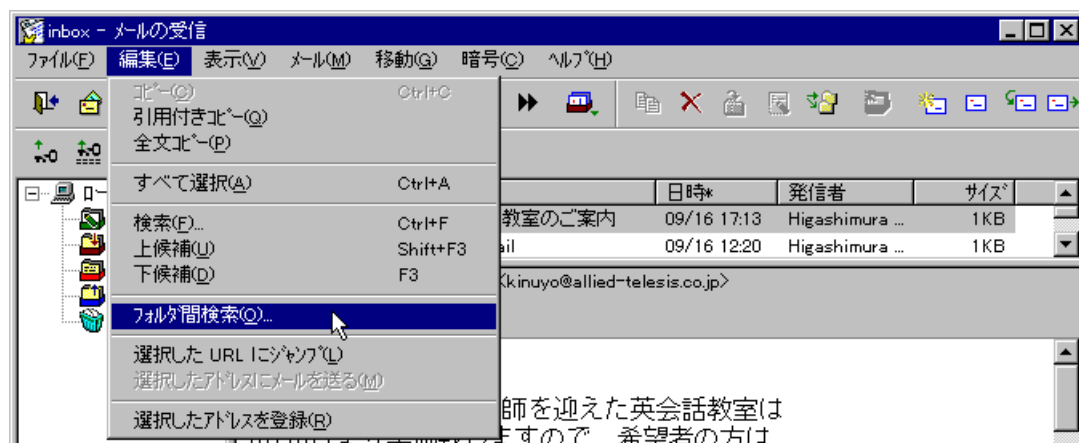 inbox - ﾒｰﾙの受信
ﾌｧｲﾙ(F) 編集(E) 表示(V) ﾒｰﾙ(M) 移動(G) 暗号(C) ﾍﾙﾌﾟ(H)
ｺﾋﾟｰ(C) Ctrl+C
引用付きｺﾋﾟｰ(Q)
全文ｺﾋﾟｰ(P)
すべて選択(A) Ctrl+A
検索(F)... Ctrl+F
上候補(U) Shift+F3
下候補(D) F3
ﾌｫﾙﾀﾞ間検索(O)...
選択した URL にｼﾞｬﾝﾌﾟ(L)
選択したｱﾄﾞﾚｽにﾒｰﾙを送る(M)
選択したｱﾄﾞﾚｽを登録(R)
日時* 発信者 ｻｲｽﾞ
教室のご案内 09/16 17:13 Higashimura ... 1KB
ail 09/16 12:20 Higashimura ... 1KB
<kinuyo@allied-telesis.co.jp>
師を迎えた英会話教室は
ますので、希望者の方は